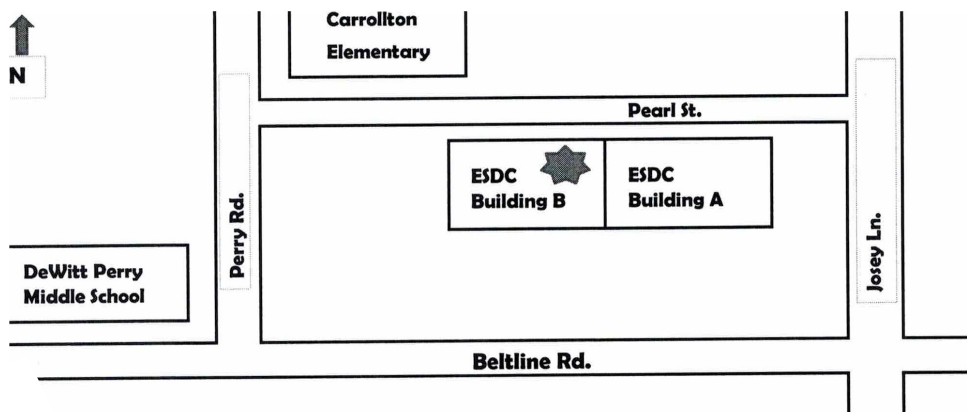 N
Carrollton
Elementary
Pearl St.
ESDC
Building B
ESDC
Building A
Perry Rd.
Josey Ln.
DeWitt Perry
Middle School
Beltline Rd.